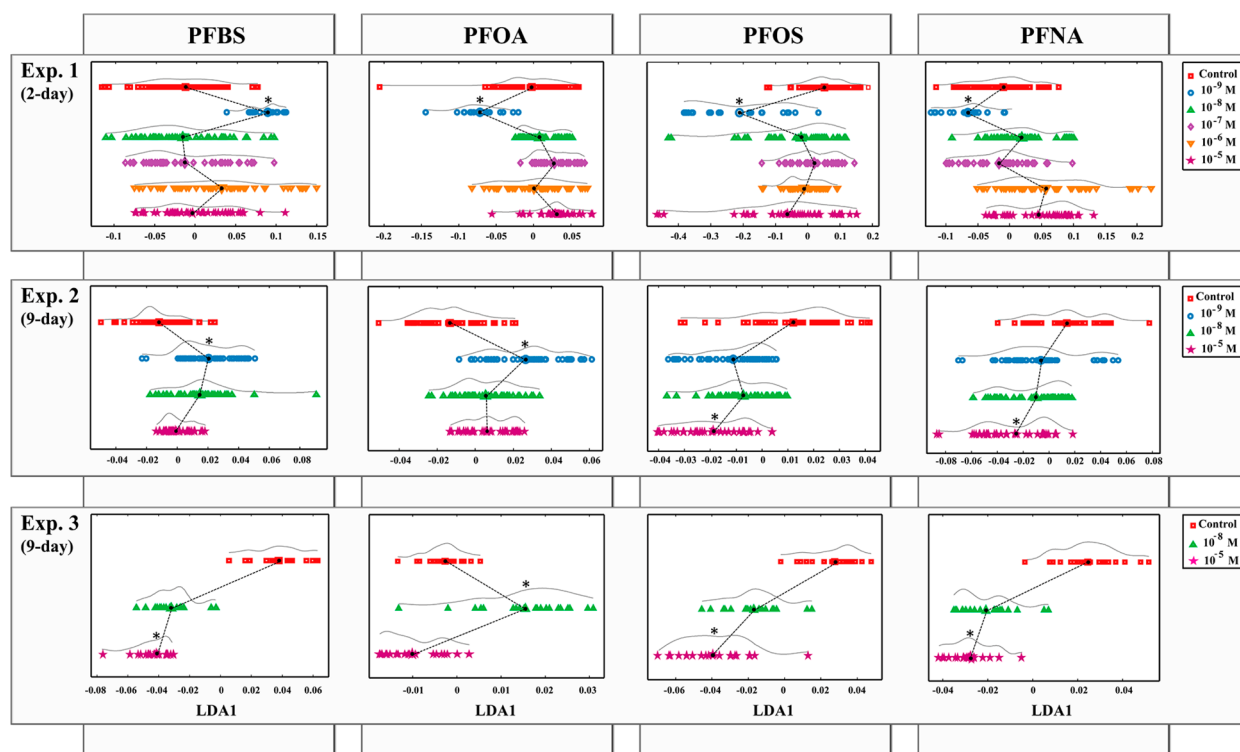 PFBS PFOA PFOS PFNA
Exp. 1
(2-day)
* * * *
Control
10⁻⁹ M
10⁻⁸ M
10⁻⁷ M
10⁻⁶ M
10⁻⁵ M
-0.1 -0.05 0 0.05 0.1 0.15
-0.2 -0.15 -0.1 -0.05 0 0.05
-0.4 -0.3 -0.2 -0.1 0 0.1 0.2
-0.1 -0.05 0 0.05 0.1 0.15 0.2
Exp. 2
(9-day)
* * * *
Control
10⁻⁹ M
10⁻⁸ M
10⁻⁵ M
-0.04 -0.02 0 0.02 0.04 0.06 0.08
-0.04 -0.02 0 0.02 0.04 0.06
-0.04 -0.03 -0.02 -0.01 0 0.01 0.02 0.03 0.04
-0.08 -0.06 -0.04 -0.02 0 0.02 0.04 0.06 0.08
Exp. 3
(9-day)
* * * *
Control
10⁻⁸ M
10⁻⁵ M
-0.08 -0.06 -0.04 -0.02 0 0.02 0.04 0.06
-0.01 0 0.01 0.02 0.03
-0.06 -0.04 -0.02 0 0.02 0.04
-0.04 -0.02 0 0.02 0.04
LDA1 LDA1 LDA1 LDA1